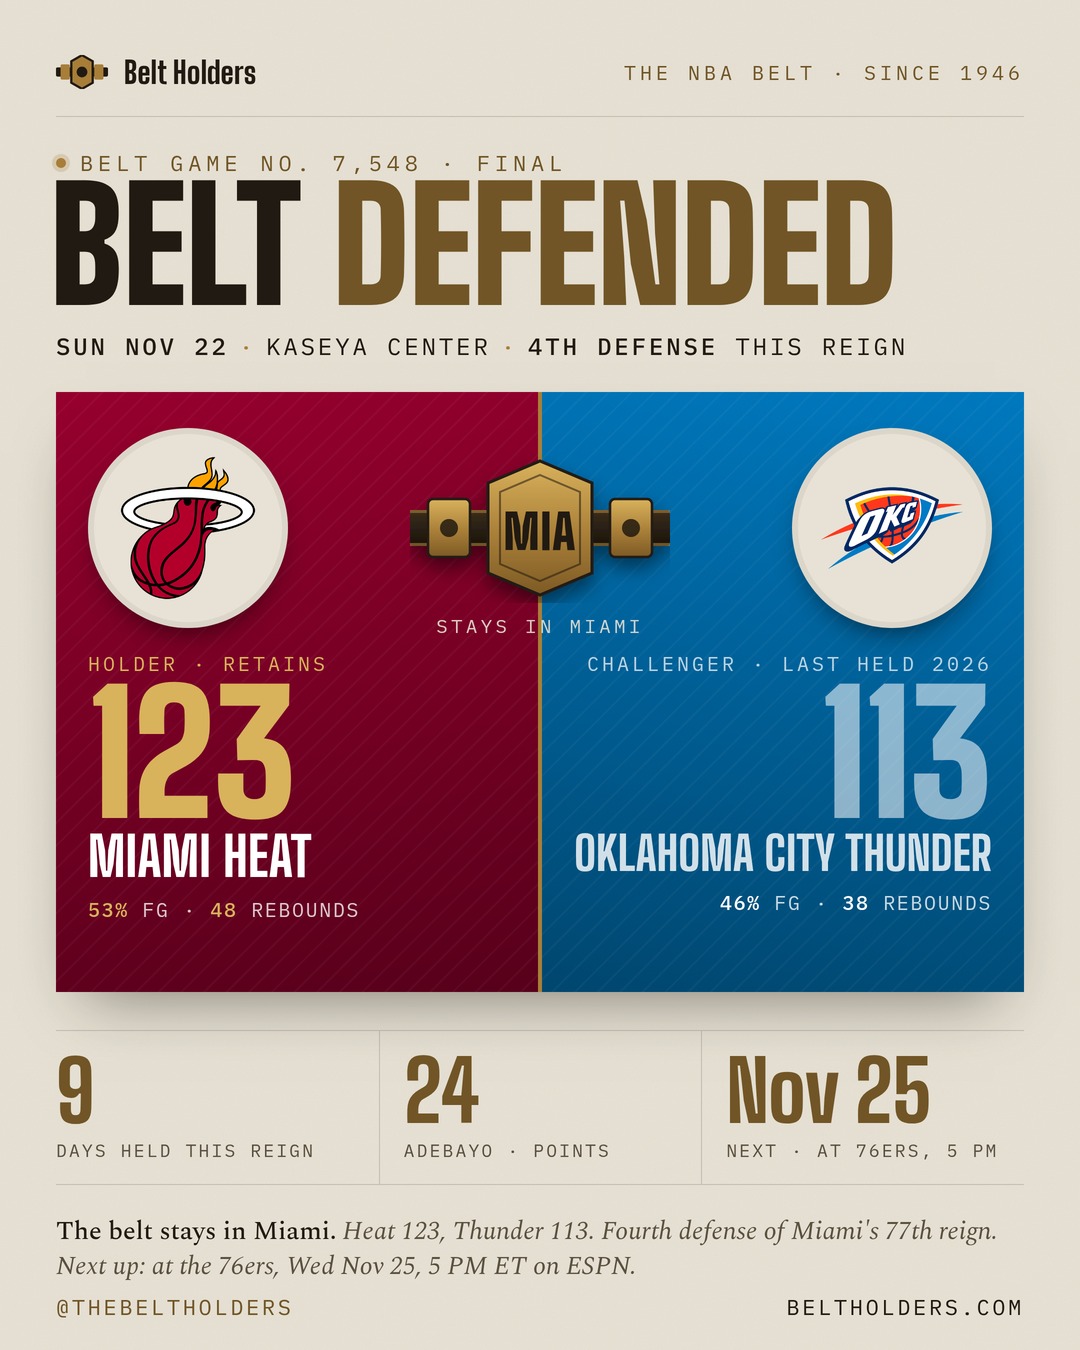 Belt Holders
THE NBA BELT · SINCE 1946
BELT GAME NO. 7,548 · FINAL
BELT DEFENDED
SUN NOV 22 · KASEYA CENTER · 4TH DEFENSE THIS REIGN
MIA
OKC
STAYS IN MIAMI
HOLDER · RETAINS
123
MIAMI HEAT
53% FG · 48 REBOUNDS
CHALLENGER · LAST HELD 2026
113
OKLAHOMA CITY THUNDER
46% FG · 38 REBOUNDS
9
DAYS HELD THIS REIGN
24
ADEBAYO · POINTS
Nov 25
NEXT · AT 76ERS, 5 PM
The belt stays in Miami. Heat 123, Thunder 113. Fourth defense of Miami's 77th reign.
Next up: at the 76ers, Wed Nov 25, 5 PM ET on ESPN.
@THEBELTHOLDERS
BELTHOLDERS.COM